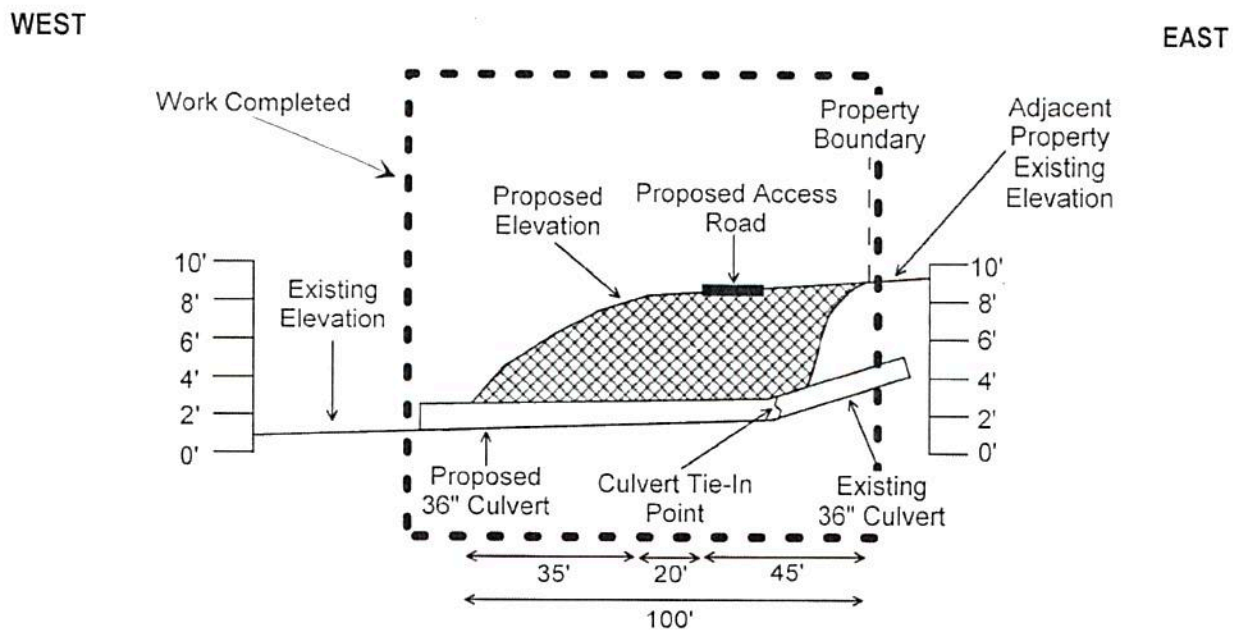 WEST
EAST
Work Completed
Property
Boundary
Adjacent
Property
Existing
Elevation
Proposed
Elevation
Proposed Access
Road
Existing
Elevation
10'
8'
6'
4'
2'
0'
10'
8'
6'
4'
2'
0'
Proposed
36" Culvert
Culvert Tie-In
Point
Existing
36" Culvert
35'
20'
45'
100'